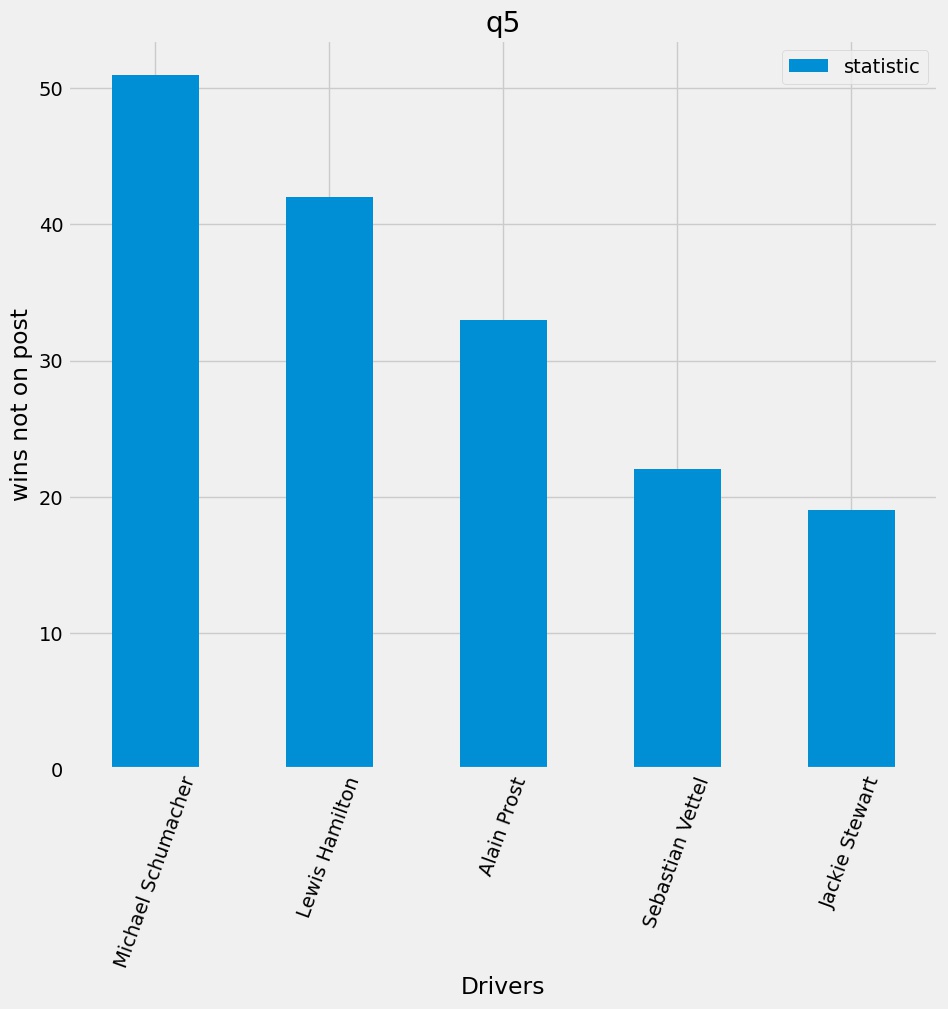 q5
statistic
wins not on post
50
40
30
20
10
0
Michael Schumacher
Lewis Hamilton
Alain Prost
Sebastian Vettel
Jackie Stewart
Drivers